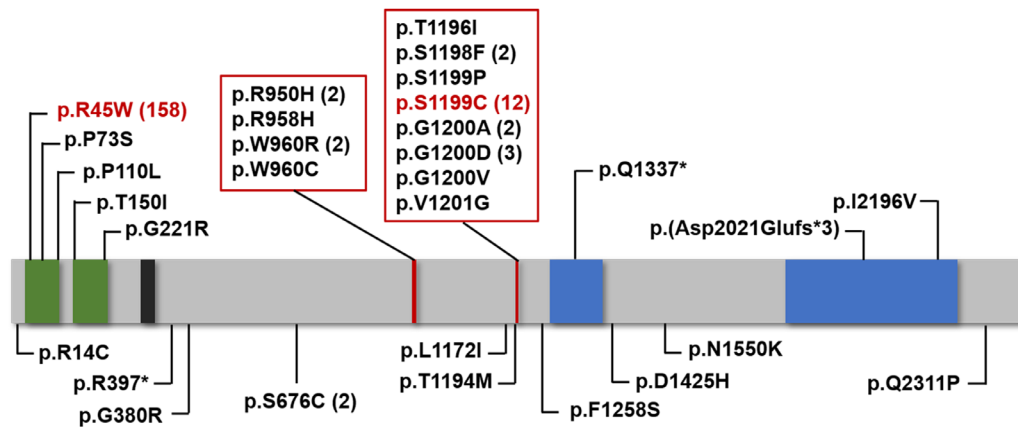 p.T1196I
p.S1198F (2)
p.S1199P
p.S1199C (12)
p.G1200A (2)
p.G1200D (3)
p.G1200V
p.V1201G
p.R950H (2)
p.R958H
p.W960R (2)
p.W960C
p.R45W (158)
p.P73S
p.P110L
p.T150I
p.G221R
p.Q1337*
p.I2196V
p.(Asp2021Glufs*3)
p.R14C
p.R397*
p.G380R
p.S676C (2)
p.L1172I
p.T1194M
p.N1550K
p.D1425H
p.F1258S
p.Q2311P